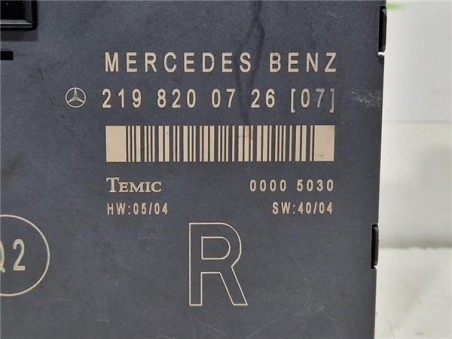 MERCEDES BENZ
219 820 07 26 [07]
TEMIC 0000 5030
HW:05/04 SW:40/04
R
Q2